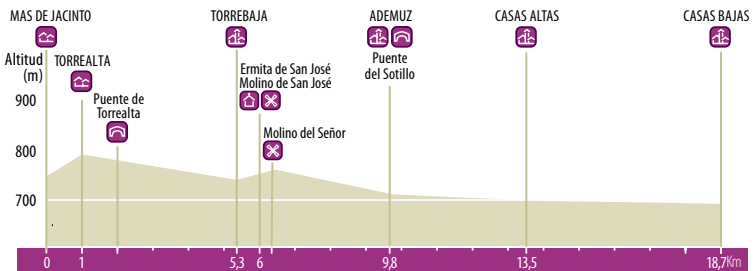 MAS DE JACINTO
TORREBAJA
ADEMUZ
CASAS ALTAS
CASAS BAJAS
Altitud
(m)
TORREALTA
Puente
del Sotillo
Ermita de San José
Molino de San José
Puente de
Torrealta
Molino del Señor
900
800
700
0 1 5,3 6 9,8 13,5 18,7Km